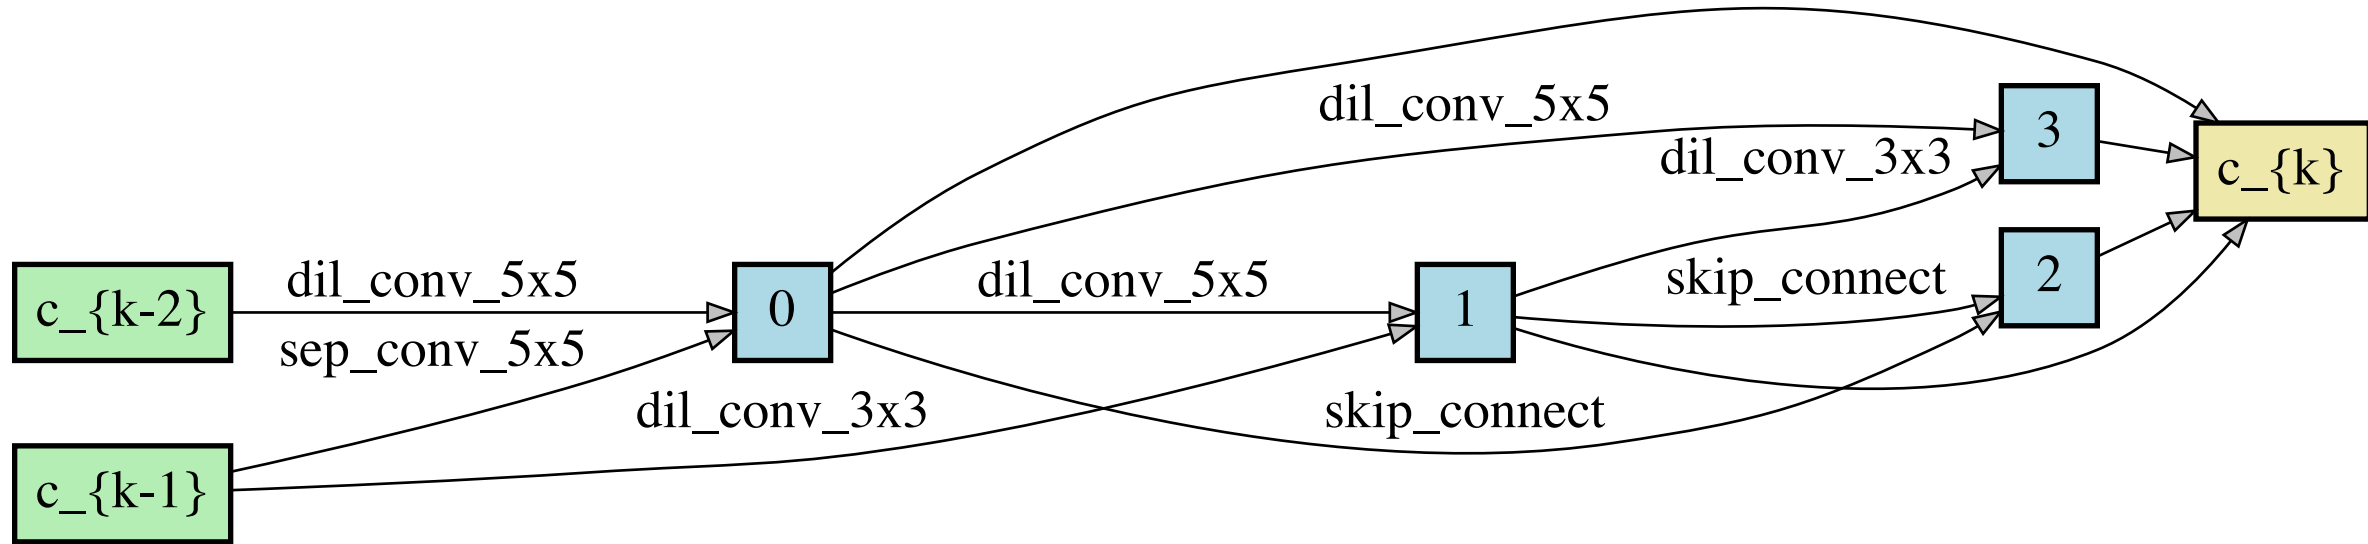 dil_conv_5x5
3
dil_conv_3x3
c_{k}
c_{k-2}
dil_conv_5x5
sep_conv_5x5
0
dil_conv_5x5
1
skip_connect
2
dil_conv_3x3
skip_connect
c_{k-1}